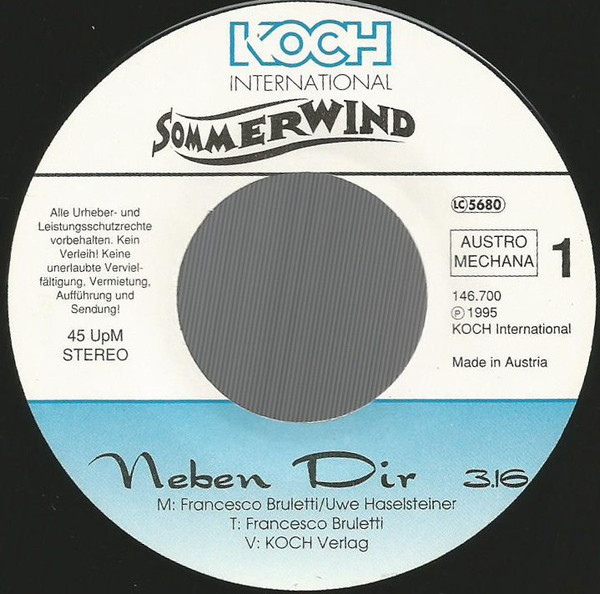 KOCH
INTERNATIONAL
SOMMERWIND
Alle Urheber- und
Leistungsschutzrechte
vorbehalten. Kein
Verleih! Keine
unerlaubte Verviel-
fältigung, Vermietung,
Aufführung und
Sendung!
45 UpM
STEREO
LC 5680
AUSTRO
MECHANA
1
146.700
Ⓟ 1995
KOCH International
Made in Austria
Neben Dir 3.16
M: Francesco Bruletti/Uwe Haselsteiner
T: Francesco Bruletti
V: KOCH Verlag